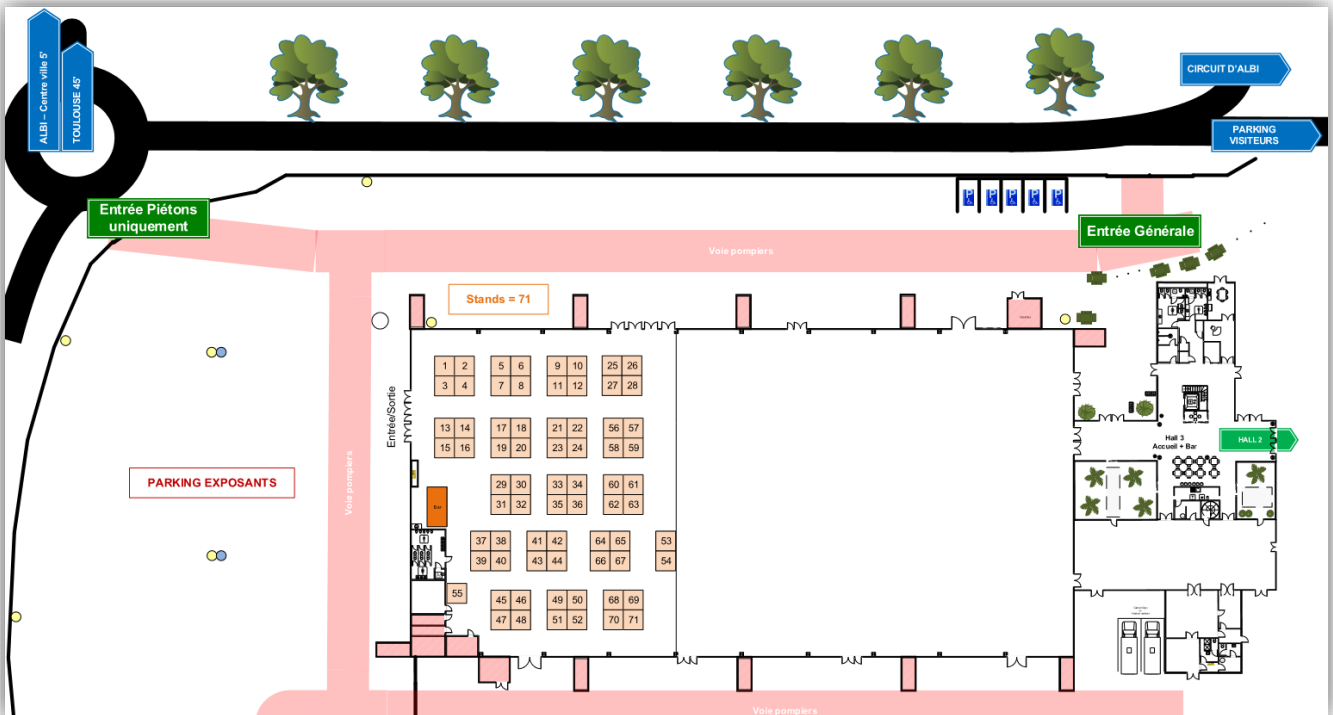 ALBI – Centre ville 5'
TOULOUSE 45'
CIRCUIT D'ALBI
PARKING
VISITEURS
Entrée Piétons
uniquement
Entrée Générale
Voie pompiers
Stands = 71
Entrée/Sortie
1 2 5 6 9 10 25 26
3 4 7 8 11 12 27 28
13 14 17 18 21 22 56 57
15 16 19 20 23 24 58 59
Hall 3
Accueil + Bar
HALL 2
PARKING EXPOSANTS
Voie pompiers
29 30 33 34 60 61
31 32 35 36 62 63
Bar
37 38 41 42 64 65 53
39 40 43 44 66 67 54
55
45 46 49 50 68 69
47 48 51 52 70 71
Voie pompiers